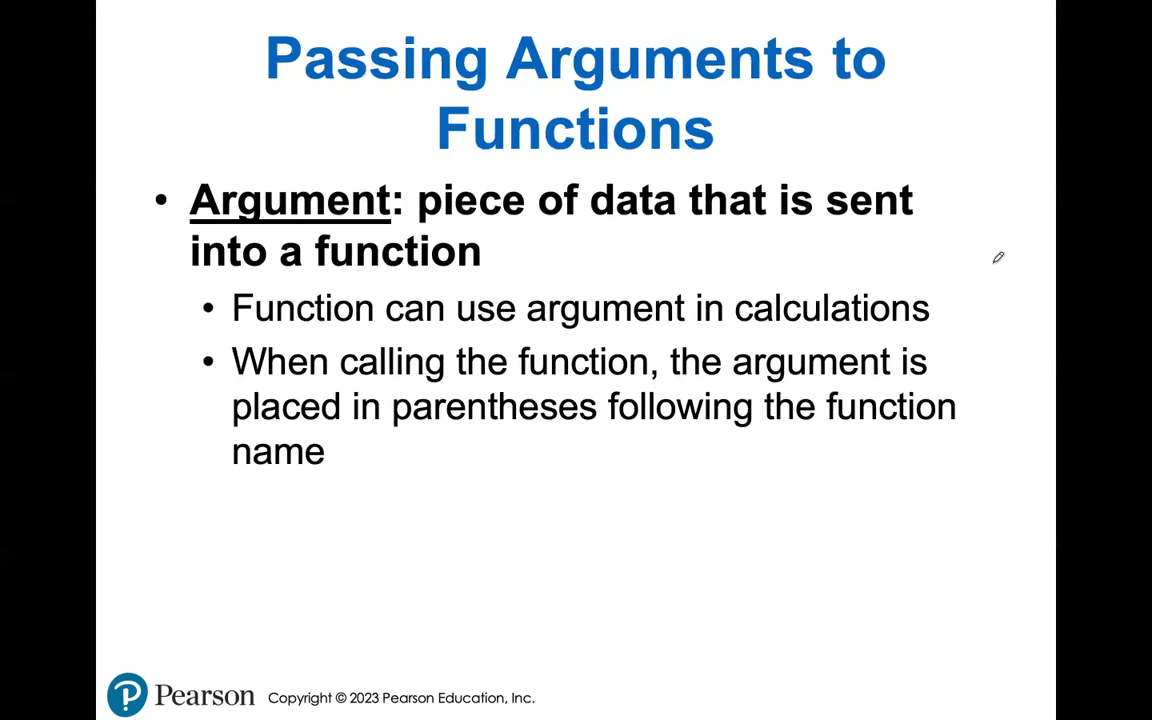 Passing Arguments to
Functions
• Argument: piece of data that is sent
into a function
• Function can use argument in calculations
• When calling the function, the argument is
placed in parentheses following the function
name
Pearson Copyright © 2023 Pearson Education, Inc.